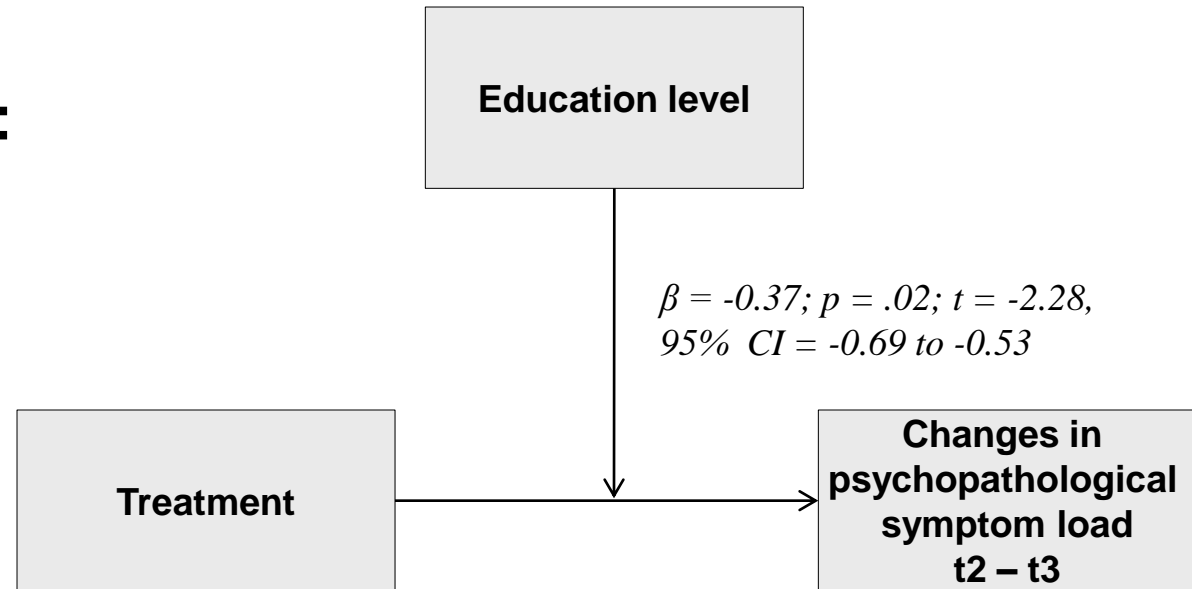 :
Education level
β = -0.37; p = .02; t = -2.28,
95% CI = -0.69 to -0.53
Treatment
Changes in
psychopathological
symptom load
t2 – t3